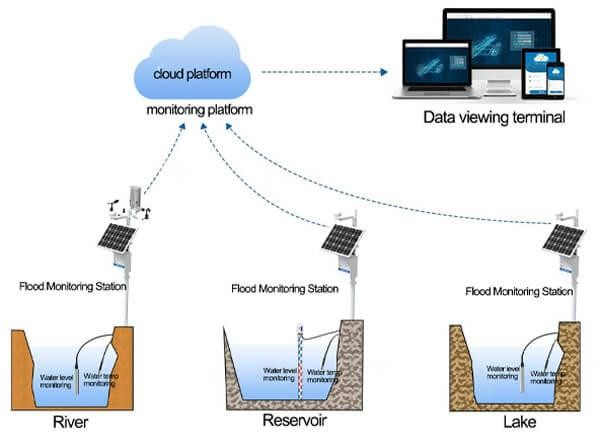 cloud platform
monitoring platform
Data viewing terminal
Flood Monitoring Station
Flood Monitoring Station
Flood Monitoring Station
Water level
monitoring
Water temp
monitoring
Water level
monitoring
Water temp
monitoring
Water level
monitoring
Water temp
monitoring
River
Reservoir
Lake